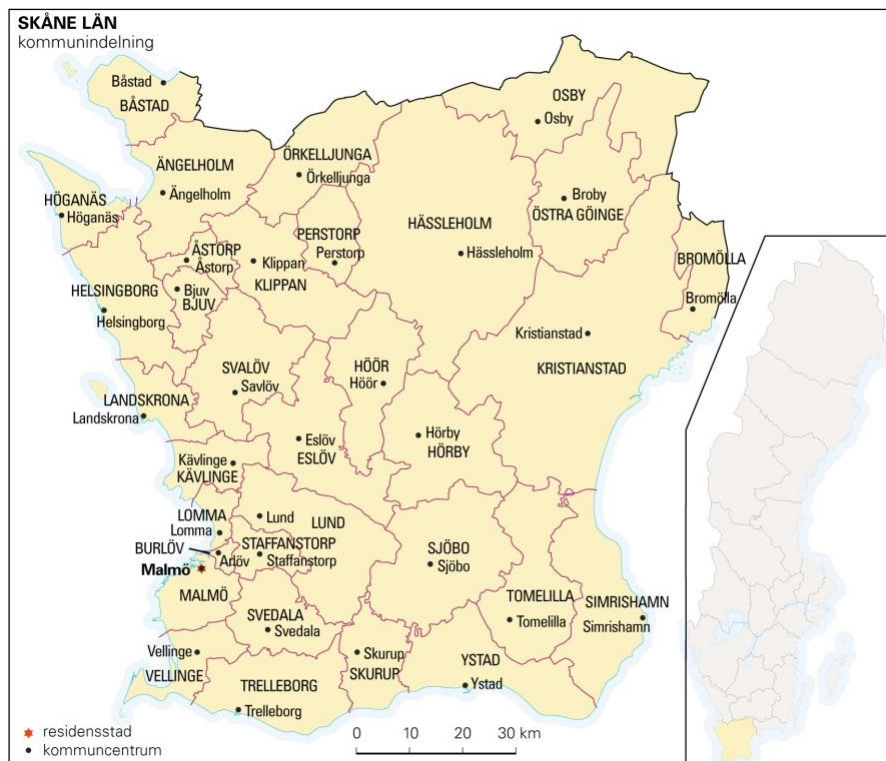 SKÅNE LÄN
kommunindelning
Båstad
BÅSTAD
OSBY
Osby
ÖRKELLJUNGA
Örkelljunga
ÄNGELHOLM
Ängelholm
HÖGANÄS
Höganäs
Broby
ÖSTRA GÖINGE
HÄSSLEHOLM
Hässleholm
PERSTORP
Perstorp
ÅSTORP
Åstorp
Klippan
KLIPPAN
BROMÖLLA
Bromölla
HELSINGBORG
Helsingborg
Bjuv
BJUV
Kristianstad
KRISTIANSTAD
SVALÖV
Savlöv
HÖÖR
Höör
LANDSKRONA
Landskrona
Eslöv
ESLÖV
Hörby
HÖRBY
Kävlinge
KÄVLINGE
LOMMA
Lomma
Lund
LUND
BURLÖV
Arlöv
STAFFANSTORP
Staffanstorp
SJÖBO
Sjöbo
Malmö
MALMÖ
TOMELILLA
Tomelilla
SIMRISHAMN
Simrishamn
SVEDALA
Svedala
Vellinge
VELLINGE
Skurup
SKURUP
YSTAD
Ystad
TRELLEBORG
Trelleborg
residensstad
kommuncentrum
0 10 20 30 km